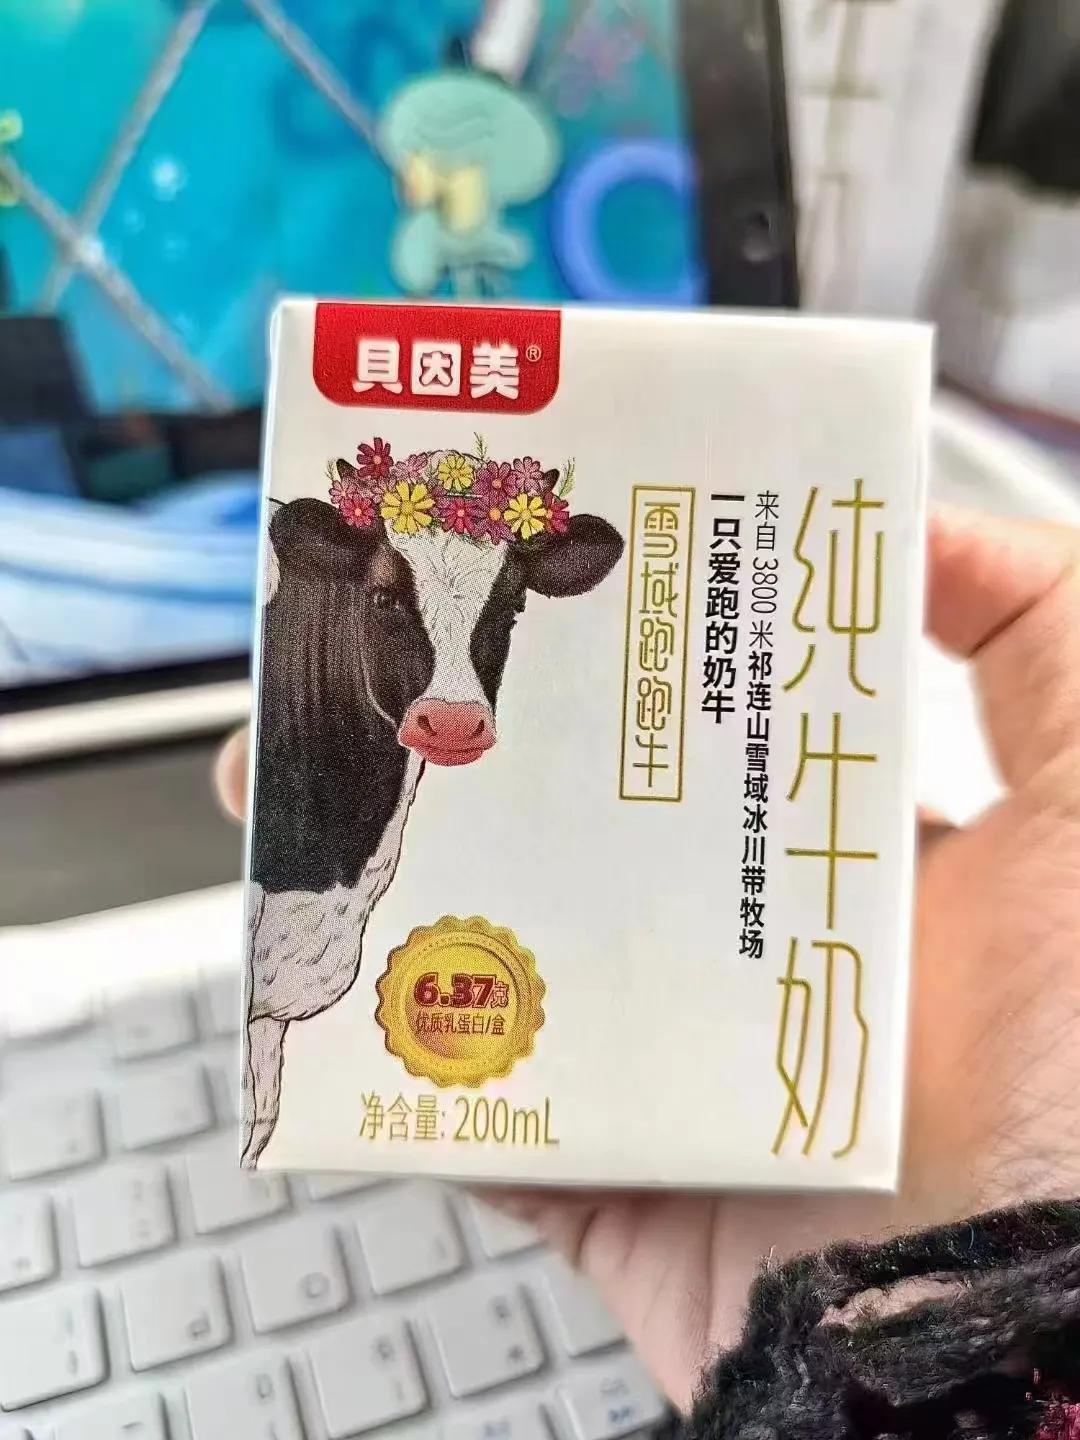 贝因美®
纯牛奶
来自3800米祁连山雪域冰川带牧场
一只爱跑的奶牛
雪域跑跑牛
6.37克
优质乳蛋白/盒
净含量:200mL